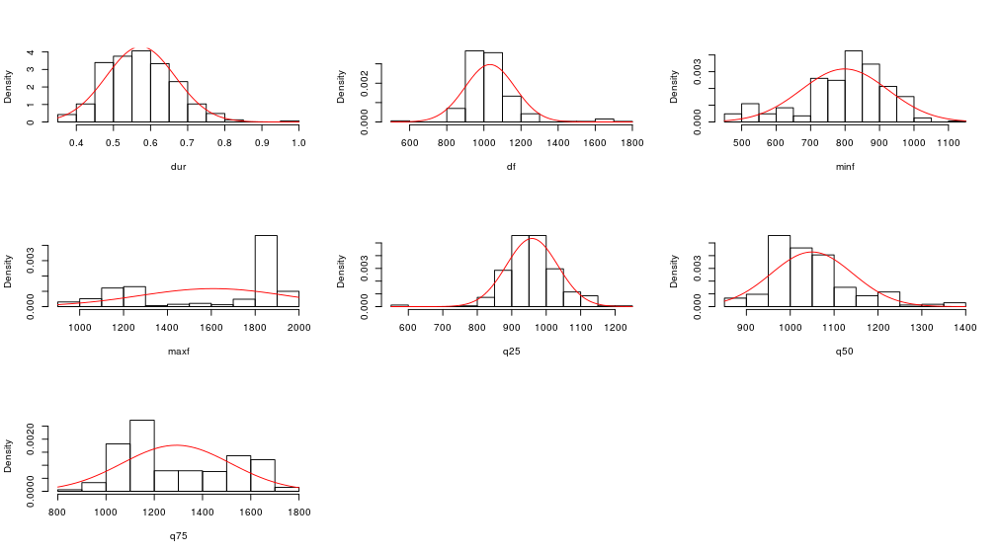 Density
0 1 2 3 4
0.4 0.5 0.6 0.7 0.8 0.9 1.0
dur
Density
0.000 0.002
600 800 1000 1200 1400 1600 1800
df
Density
0.000 0.003
500 600 700 800 900 1000 1100
minf
Density
0.000 0.003
1000 1200 1400 1600 1800 2000
maxf
Density
0.000 0.003
600 700 800 900 1000 1100 1200
q25
Density
0.000 0.003
900 1000 1100 1200 1300 1400
q50
Density
0.0000 0.0020
800 1000 1200 1400 1600 1800
q75